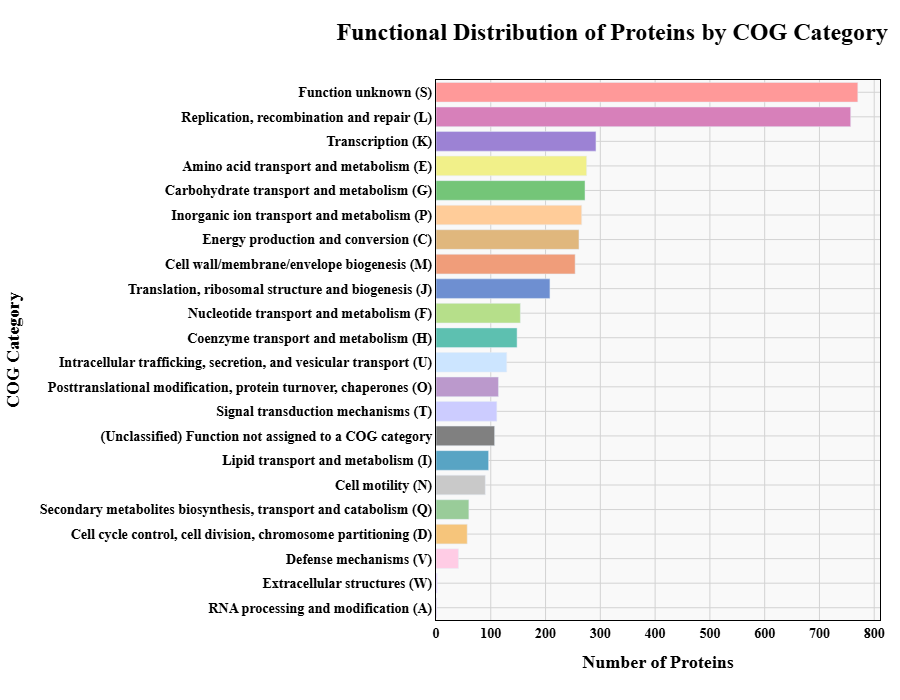 Functional Distribution of Proteins by COG Category
Function unknown (S)
Replication, recombination and repair (L)
Transcription (K)
Amino acid transport and metabolism (E)
Carbohydrate transport and metabolism (G)
Inorganic ion transport and metabolism (P)
Energy production and conversion (C)
Cell wall/membrane/envelope biogenesis (M)
Translation, ribosomal structure and biogenesis (J)
Nucleotide transport and metabolism (F)
Coenzyme transport and metabolism (H)
Intracellular trafficking, secretion, and vesicular transport (U)
Posttranslational modification, protein turnover, chaperones (O)
Signal transduction mechanisms (T)
(Unclassified) Function not assigned to a COG category
Lipid transport and metabolism (I)
Cell motility (N)
Secondary metabolites biosynthesis, transport and catabolism (Q)
Cell cycle control, cell division, chromosome partitioning (D)
Defense mechanisms (V)
Extracellular structures (W)
RNA processing and modification (A)
COG Category
0 100 200 300 400 500 600 700 800
Number of Proteins